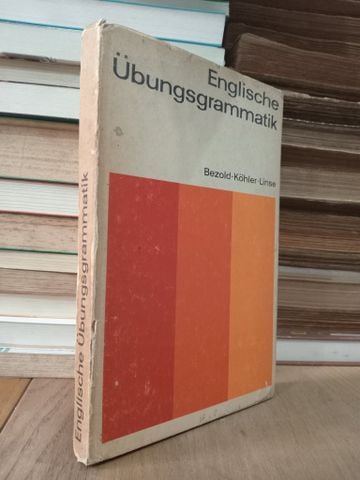 Englische
Übungsgrammatik
Bezold-Köhler-Linse
Englische Übungsgrammatik